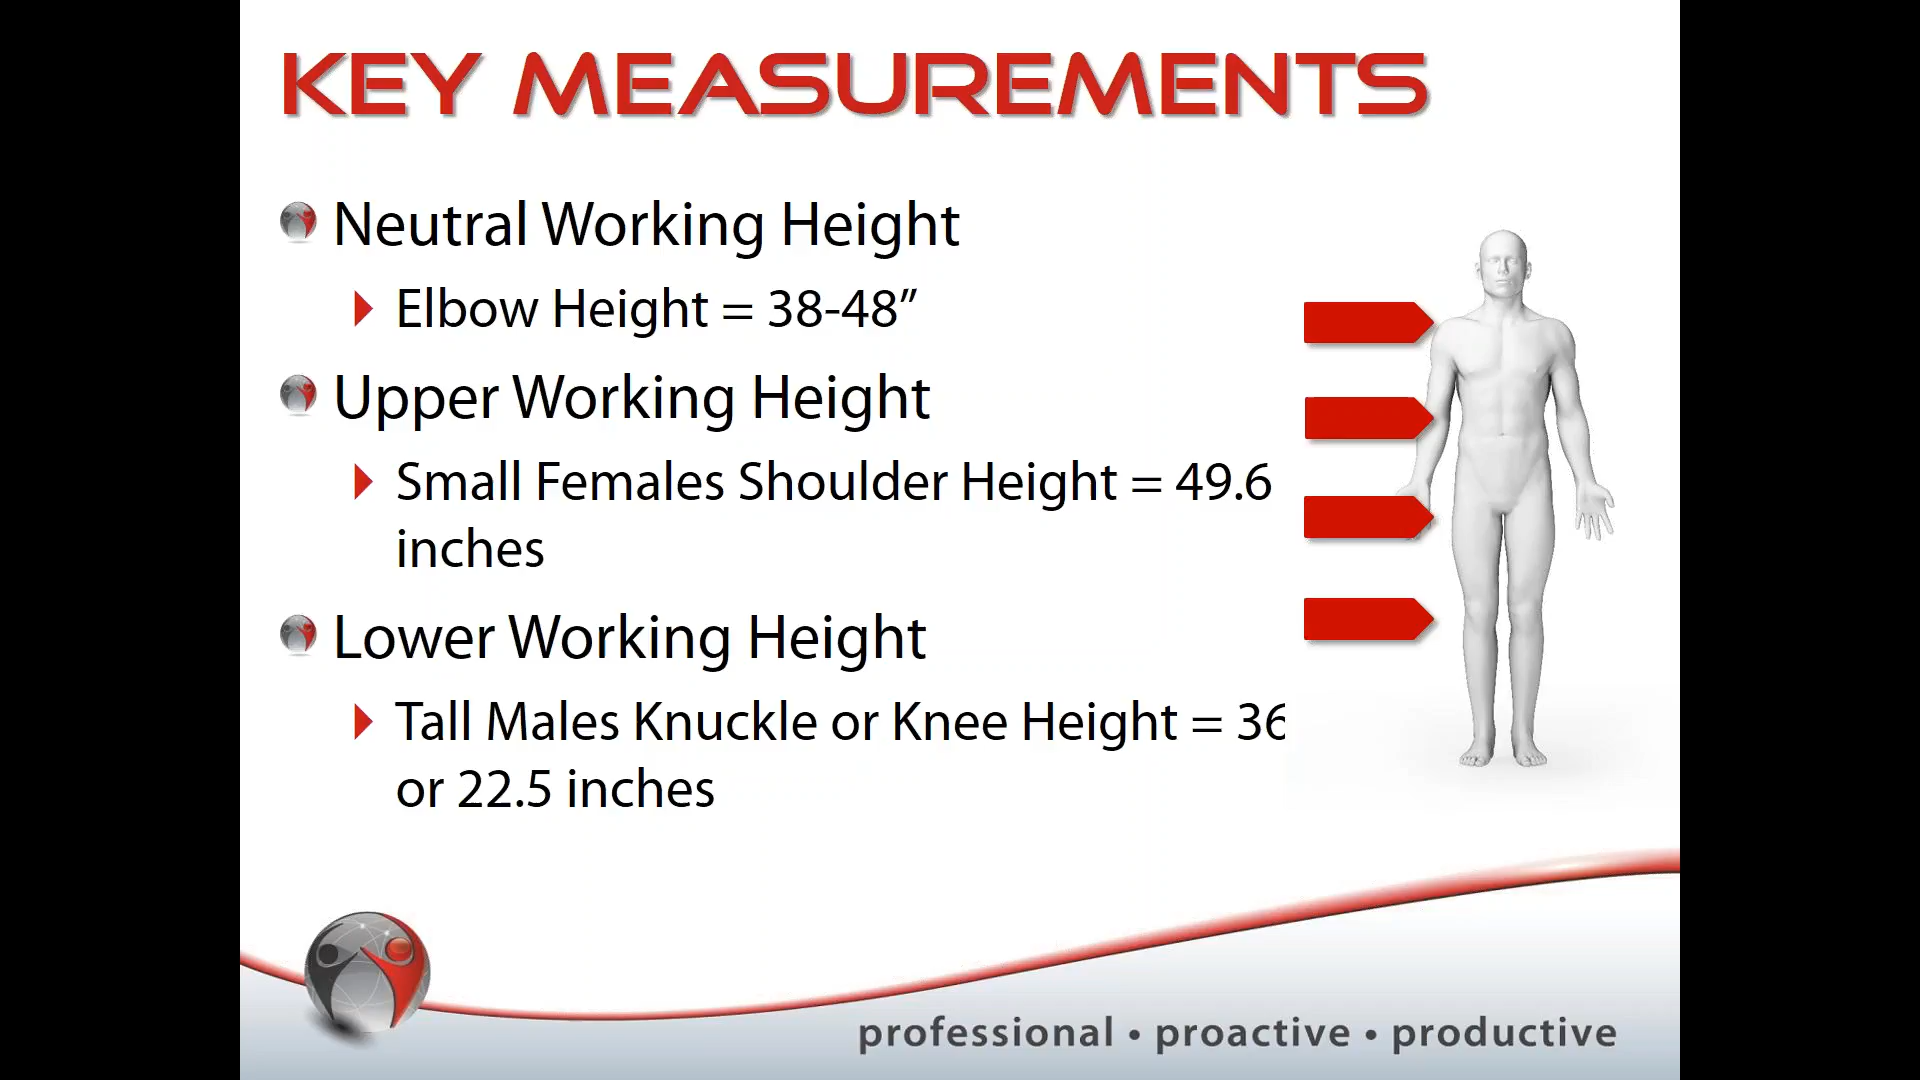 KEY MEASUREMENTS
Neutral Working Height
Elbow Height = 38-48”
Upper Working Height
Small Females Shoulder Height = 49.6
inches
Lower Working Height
Tall Males Knuckle or Knee Height = 36
or 22.5 inches
professional • proactive • productive